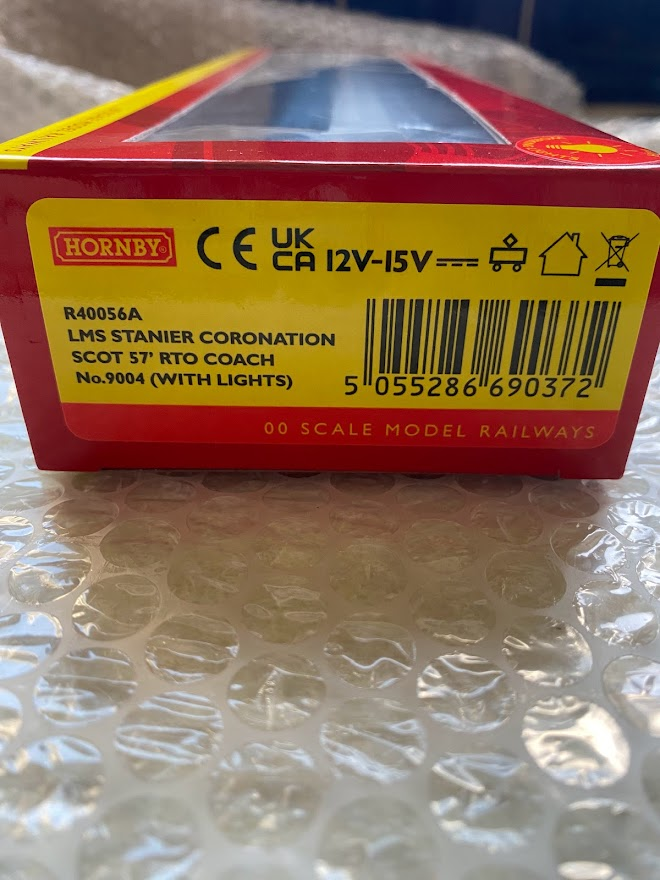 HORNBY®
CE UK CA 12V-15V
R40056A
LMS STANIER CORONATION
SCOT 57' RTO COACH
No.9004 (WITH LIGHTS)
5 055286 690372
00 SCALE MODEL RAILWAYS